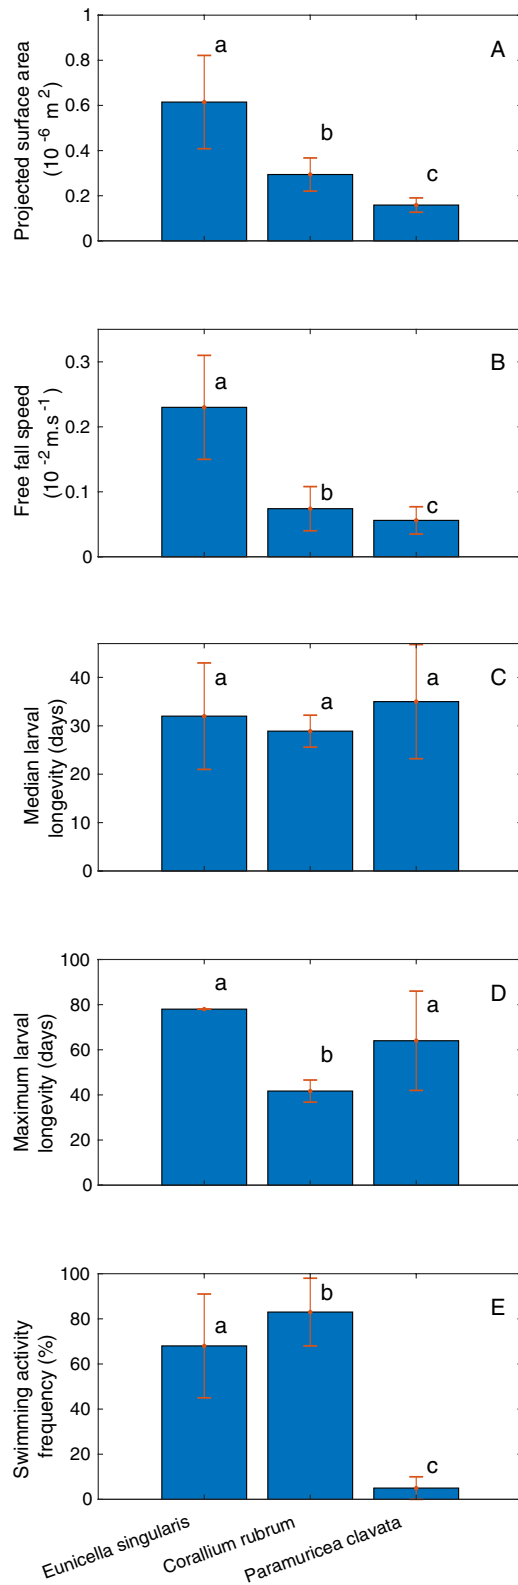 Projected surface area
(10⁻⁶ m²)
1
0.8
0.6
0.4
0.2
0
a
b
c
A
Free fall speed
(10⁻² m.s⁻¹)
0.3
0.2
0.1
0
a
b
c
B
Median larval
longevity (days)
40
30
20
10
0
a
a
a
C
Maximum larval
longevity (days)
100
80
60
40
20
0
a
b
a
D
Swimming activity
frequency (%)
100
80
60
40
20
0
a
b
c
E
Eunicella singularis
Corallium rubrum
Paramuricea clavata